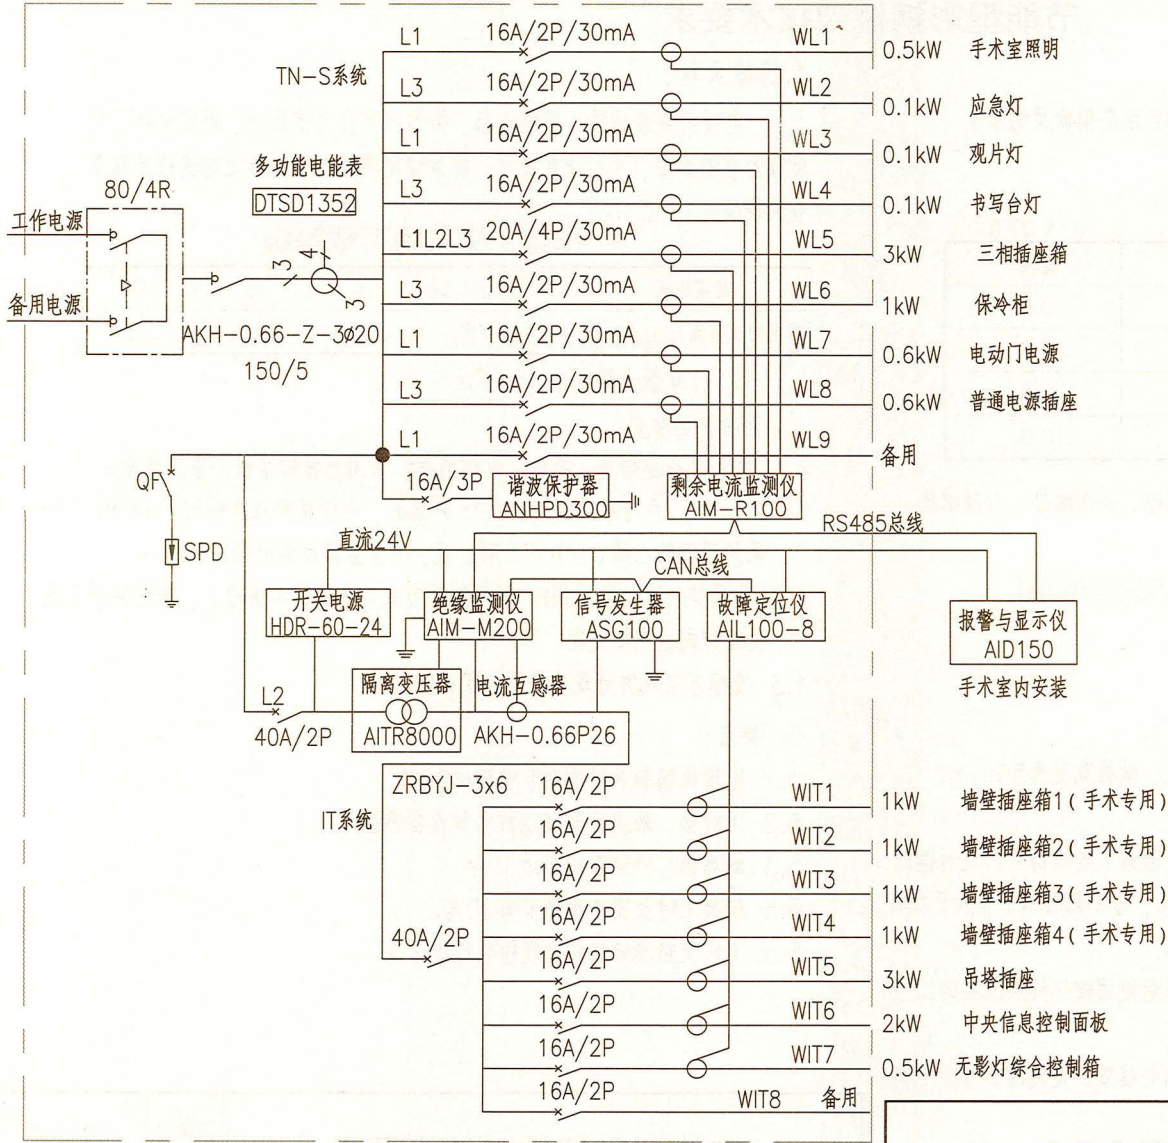 L1 16A/2P/30mA WL1 0.5kW 手术室照明
TN-S系统
L3 16A/2P/30mA WL2 0.1kW 应急灯
L1 16A/2P/30mA WL3 0.1kW 观片灯
多功能电能表
DTSD1352
80/4R
L3 16A/2P/30mA WL4 0.1kW 书写台灯
工作电源
L1L2L3 20A/4P/30mA WL5 3kW 三相插座箱
3 4 3
备用电源
L3 16A/2P/30mA WL6 1kW 保冷柜
AKH-0.66-Z-3ø20
150/5
L1 16A/2P/30mA WL7 0.6kW 电动门电源
L3 16A/2P/30mA WL8 0.6kW 普通电源插座
L1 16A/2P/30mA WL9 备用
QF
16A/3P
谐波保护器
ANHPD300
剩余电流监测仪
AIM-R100
RS485总线
SPD
直流24V
CAN总线
开关电源
HDR-60-24
绝缘监测仪
AIM-M200
信号发生器
ASG100
故障定位仪
AIL100-8
报警与显示仪
AID150
手术室内安装
L2
40A/2P
隔离变压器
AITR8000
电流互感器
AKH-0.66P26
ZRBYJ-3x6
IT系统
40A/2P
16A/2P WIT1 1kW 墙壁插座箱1(手术专用)
16A/2P WIT2 1kW 墙壁插座箱2(手术专用)
16A/2P WIT3 1kW 墙壁插座箱3(手术专用)
16A/2P WIT4 1kW 墙壁插座箱4(手术专用)
16A/2P WIT5 3kW 吊塔插座
16A/2P WIT6 2kW 中央信息控制面板
16A/2P WIT7 0.5kW 无影灯综合控制箱
16A/2P WIT8 备用